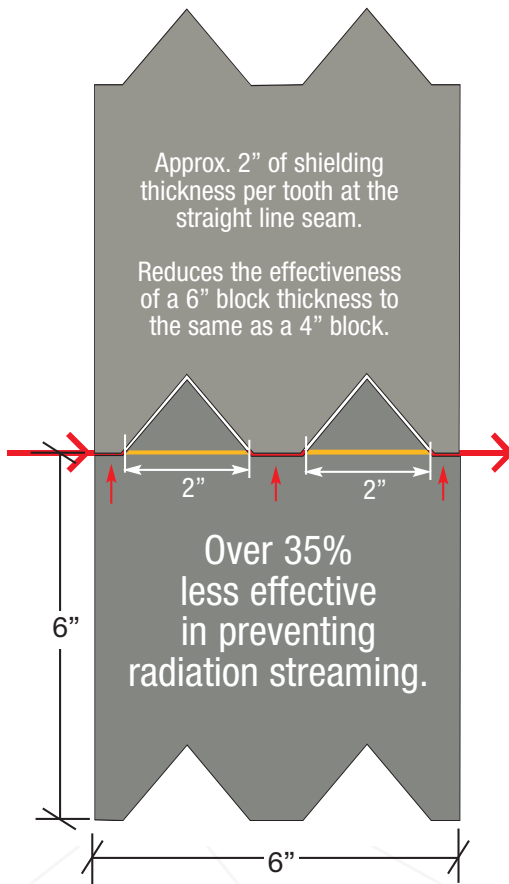 Approx. 2” of shielding
thickness per tooth at the
straight line seam.
Reduces the effectiveness
of a 6” block thickness to
the same as a 4” block.
2”
2”
Over 35%
less effective
in preventing
radiation streaming.
6”
6”